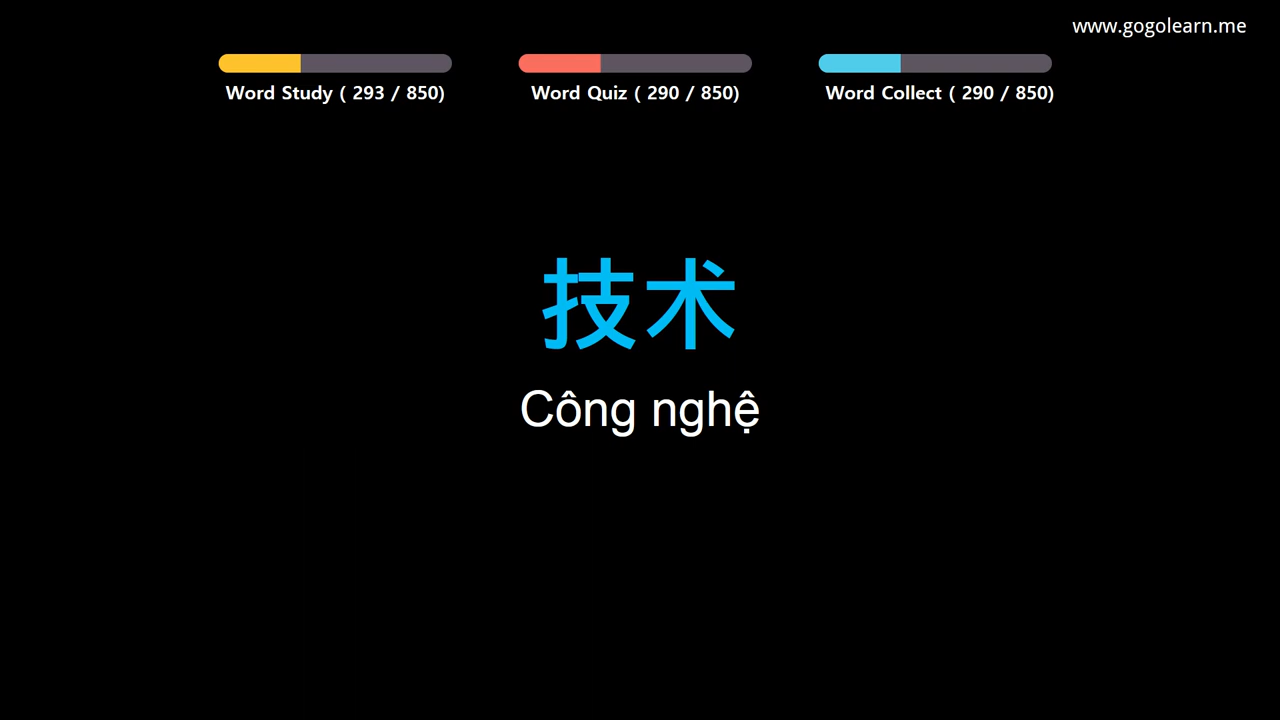 www.gogolearn.me
Word Study ( 293 / 850)
Word Quiz ( 290 / 850)
Word Collect ( 290 / 850)
技术
Công nghệ